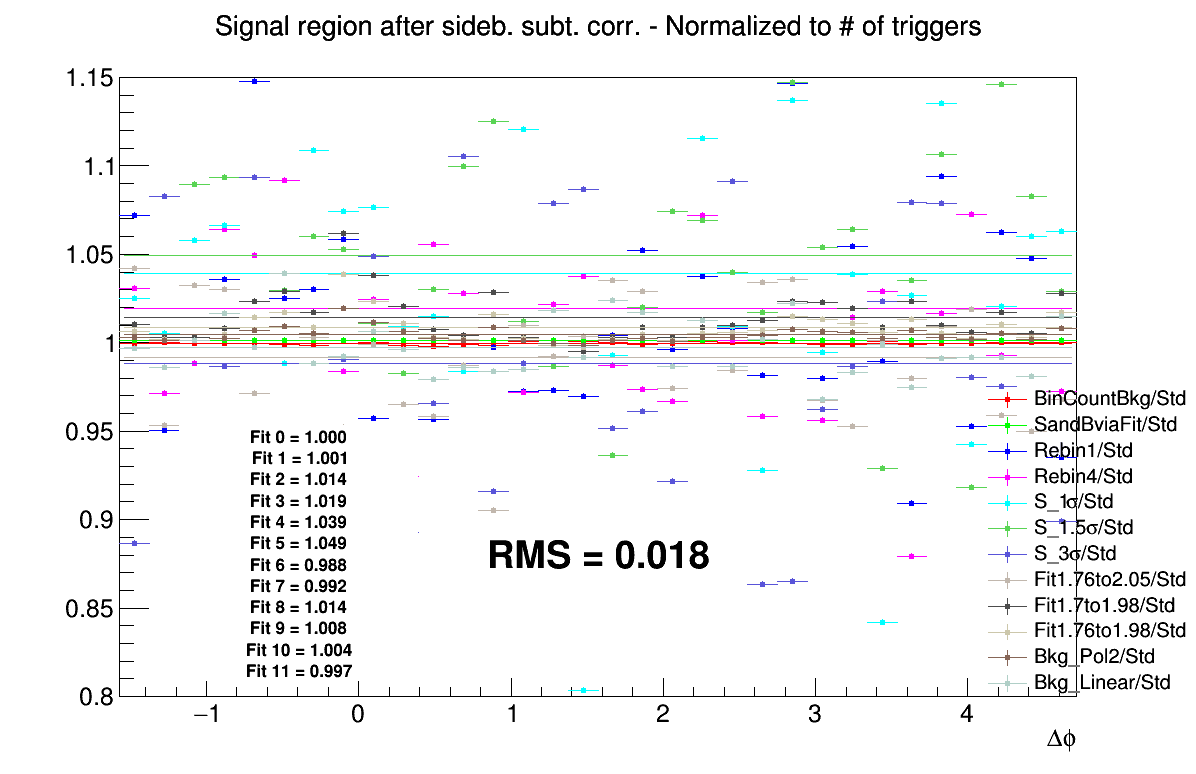 Signal region after sideb. subt. corr. - Normalized to # of triggers
1.15
1.1
1.05
1
0.95
0.9
0.85
0.8
BinCountBkg/Std
SandBviaFit/Std
Rebin1/Std
Rebin4/Std
S_1σ/Std
S_1.5σ/Std
S_3σ/Std
Fit1.76to2.05/Std
Fit1.7to1.98/Std
Fit1.76to1.98/Std
Bkg_Pol2/Std
Bkg_Linear/Std
Fit 0 = 1.000
Fit 1 = 1.001
Fit 2 = 1.014
Fit 3 = 1.019
Fit 4 = 1.039
Fit 5 = 1.049
Fit 6 = 0.988
Fit 7 = 0.992
Fit 8 = 1.014
Fit 9 = 1.008
Fit 10 = 1.004
Fit 11 = 0.997
RMS = 0.018
−1 0 1 2 3 4
Δϕ